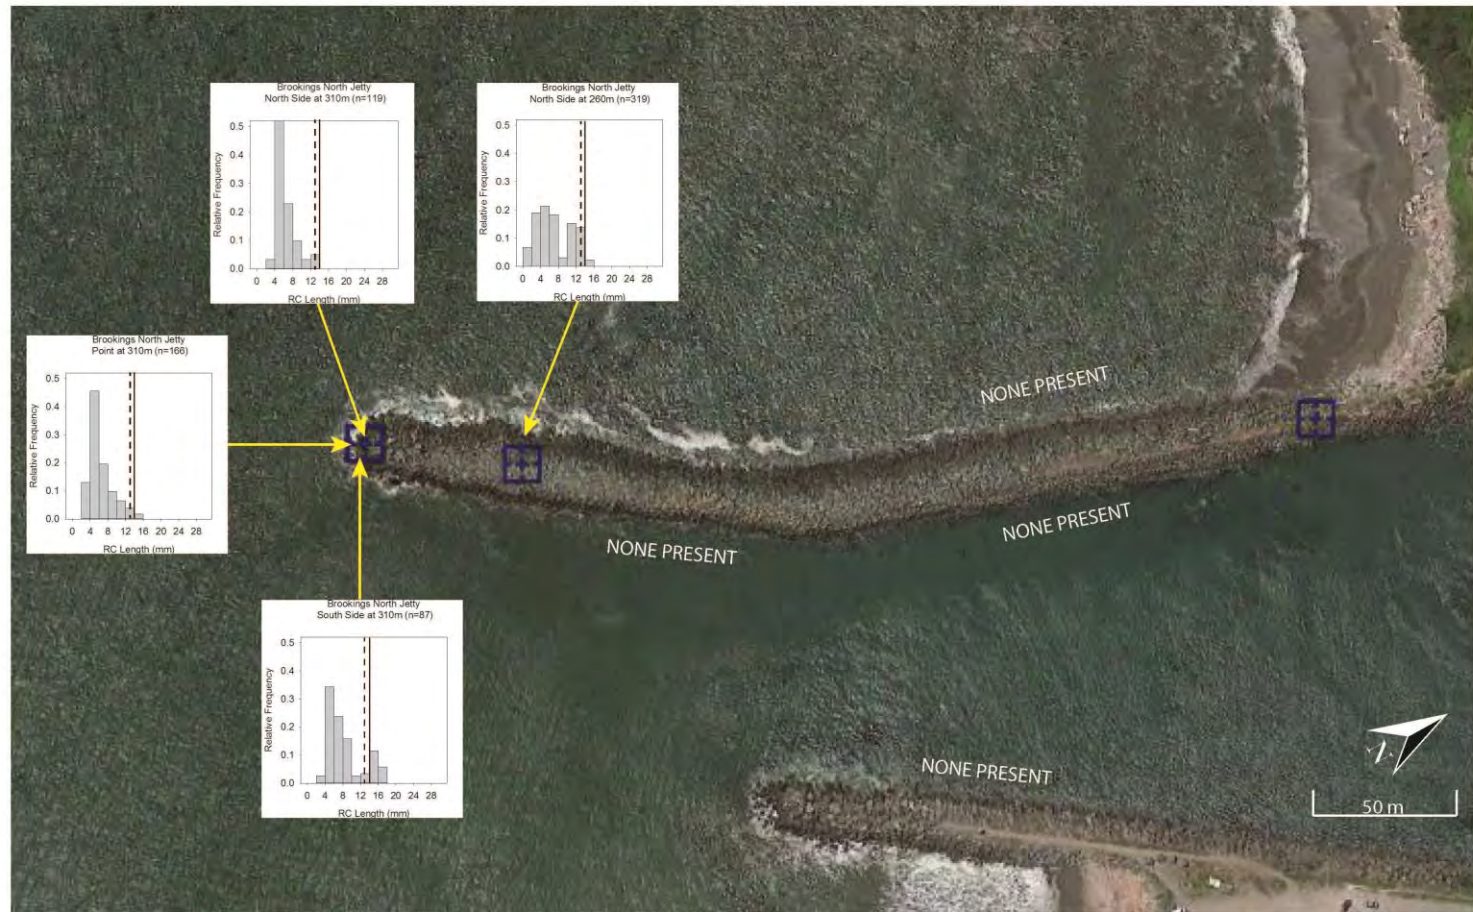 Brookings North Jetty
North Side at 310m (n=119)
0.5
0.4
0.3
0.2
0.1
0.0
Relative Frequency
0 4 8 12 16 20 24 28
RC Length (mm)
Brookings North Jetty
North Side at 260m (n=319)
0.5
0.4
0.3
0.2
0.1
0.0
Relative Frequency
0 4 8 12 16 20 24 28
RC Length (mm)
Brookings North Jetty
Point at 310m (n=166)
0.5
0.4
0.3
0.2
0.1
0.0
Relative Frequency
0 4 8 12 16 20 24 28
RC Length (mm)
NONE PRESENT
NONE PRESENT
NONE PRESENT
Brookings North Jetty
South Side at 310m (n=87)
0.5
0.4
0.3
0.2
0.1
0.0
Relative Frequency
0 4 8 12 16 20 24 28
RC Length (mm)
NONE PRESENT
N
50 m